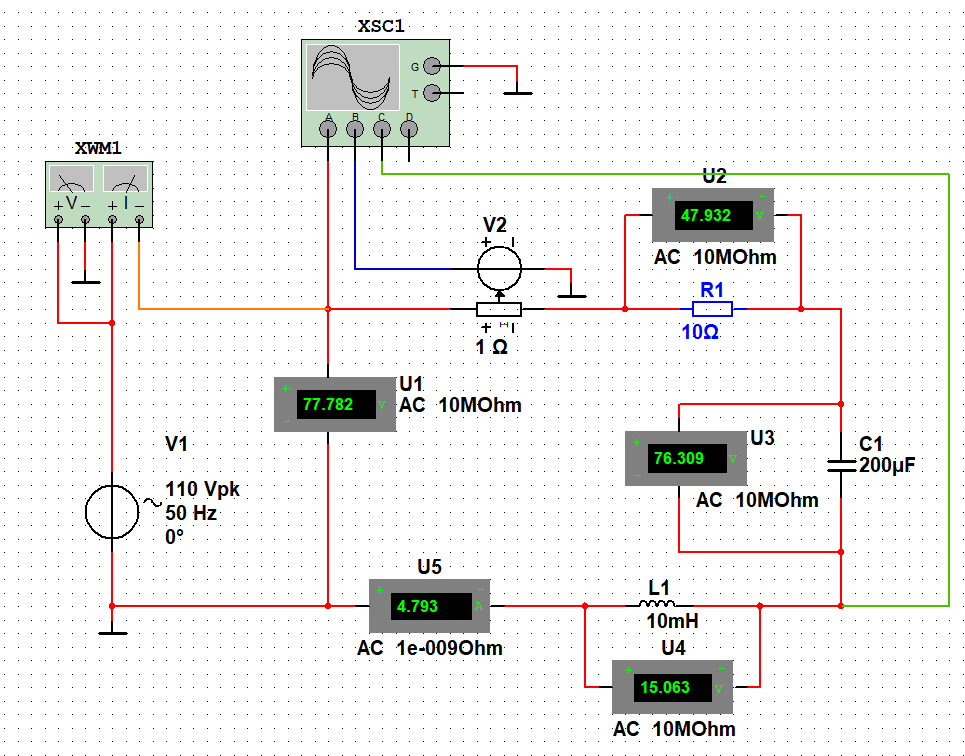 XSC1
G
T
A B C D
XWM1
+ V − + I −
U2
+ −
47.932 V
AC 10MOhm
V2
+
R1
10Ω
+
1 Ω
U1
+
77.782 V
−
AC 10MOhm
V1
110 Vpk
50 Hz
0°
U3
+
76.309 V
−
AC 10MOhm
C1
200µF
U5
+ −
4.793 A
AC 1e-009Ohm
L1
10mH
U4
+ −
15.063 V
AC 10MOhm